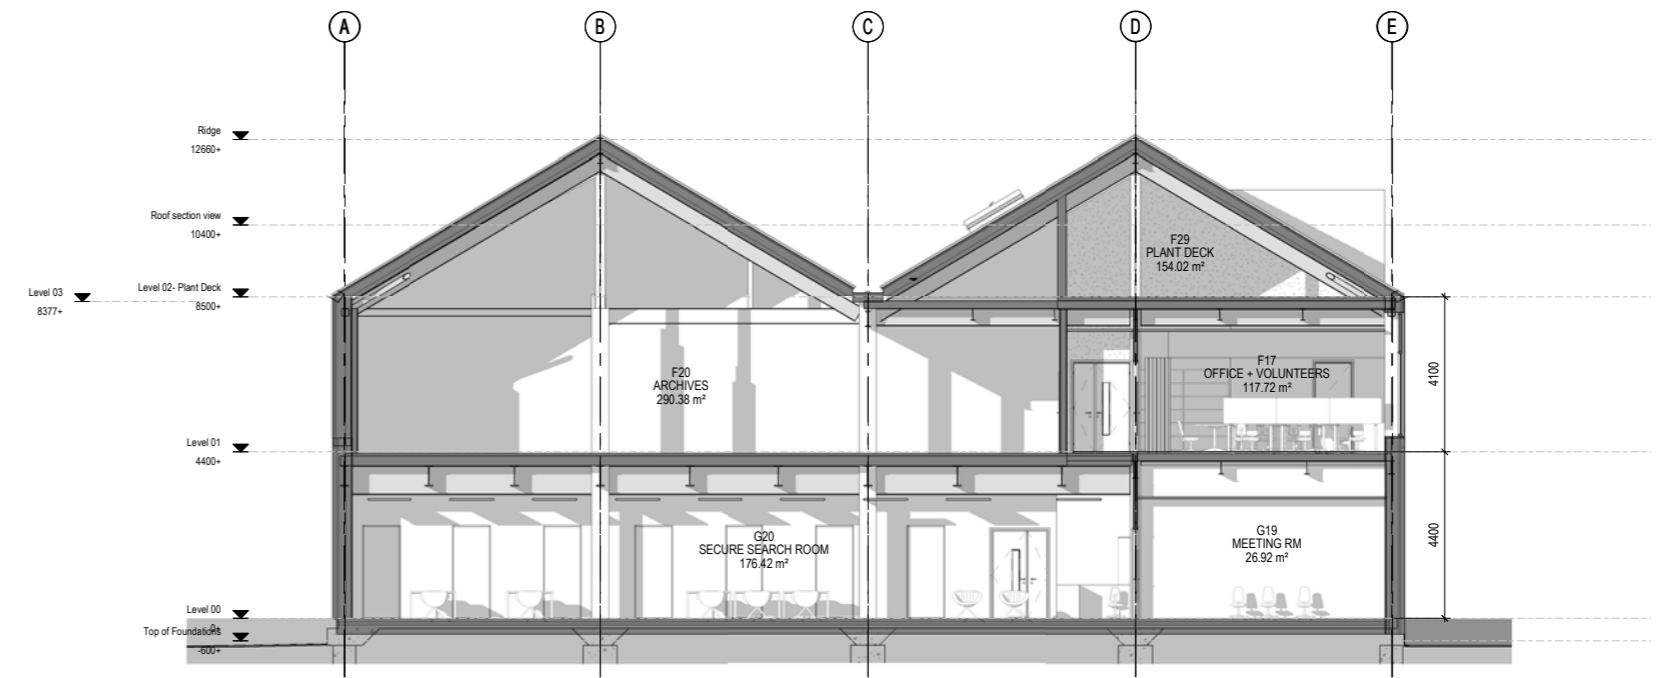 A
B
C
D
E
Ridge
12660+
Roof section view
10400+
Level 02- Plant Deck
8500+
Level 03
8377+
Level 01
4400+
Level 00
0+
Top of Foundations
-600+
F29
PLANT DECK
154.02 m²
F20
ARCHIVES
290.38 m²
F17
OFFICE + VOLUNTEERS
117.72 m²
4100
G20
SECURE SEARCH ROOM
176.42 m²
G19
MEETING RM
26.92 m²
4400